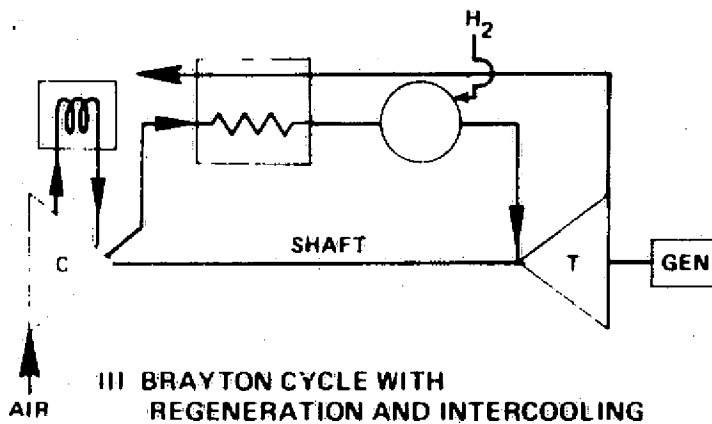 H2
C
SHAFT
T
GEN
AIR
III BRAYTON CYCLE WITH
REGENERATION AND INTERCOOLING